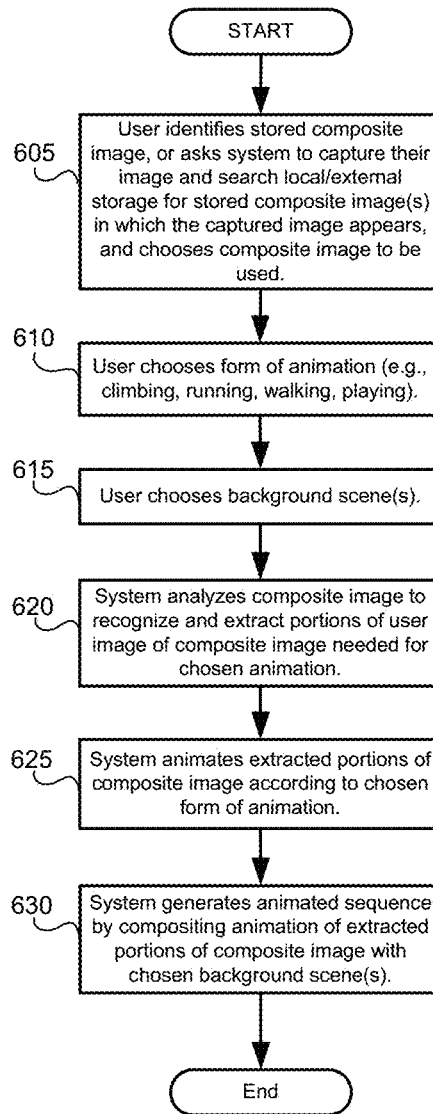 START
605
User identifies stored composite
image, or asks system to capture their
image and search local/external
storage for stored composite image(s)
in which the captured image appears,
and chooses composite image to be
used.
610
User chooses form of animation (e.g.,
climbing, running, walking, playing).
615
User chooses background scene(s).
620
System analyzes composite image to
recognize and extract portions of user
image of composite image needed for
chosen animation.
625
System animates extracted portions of
composite image according to chosen
form of animation.
630
System generates animated sequence
by compositing animation of extracted
portions of composite image with
chosen background scene(s).
End